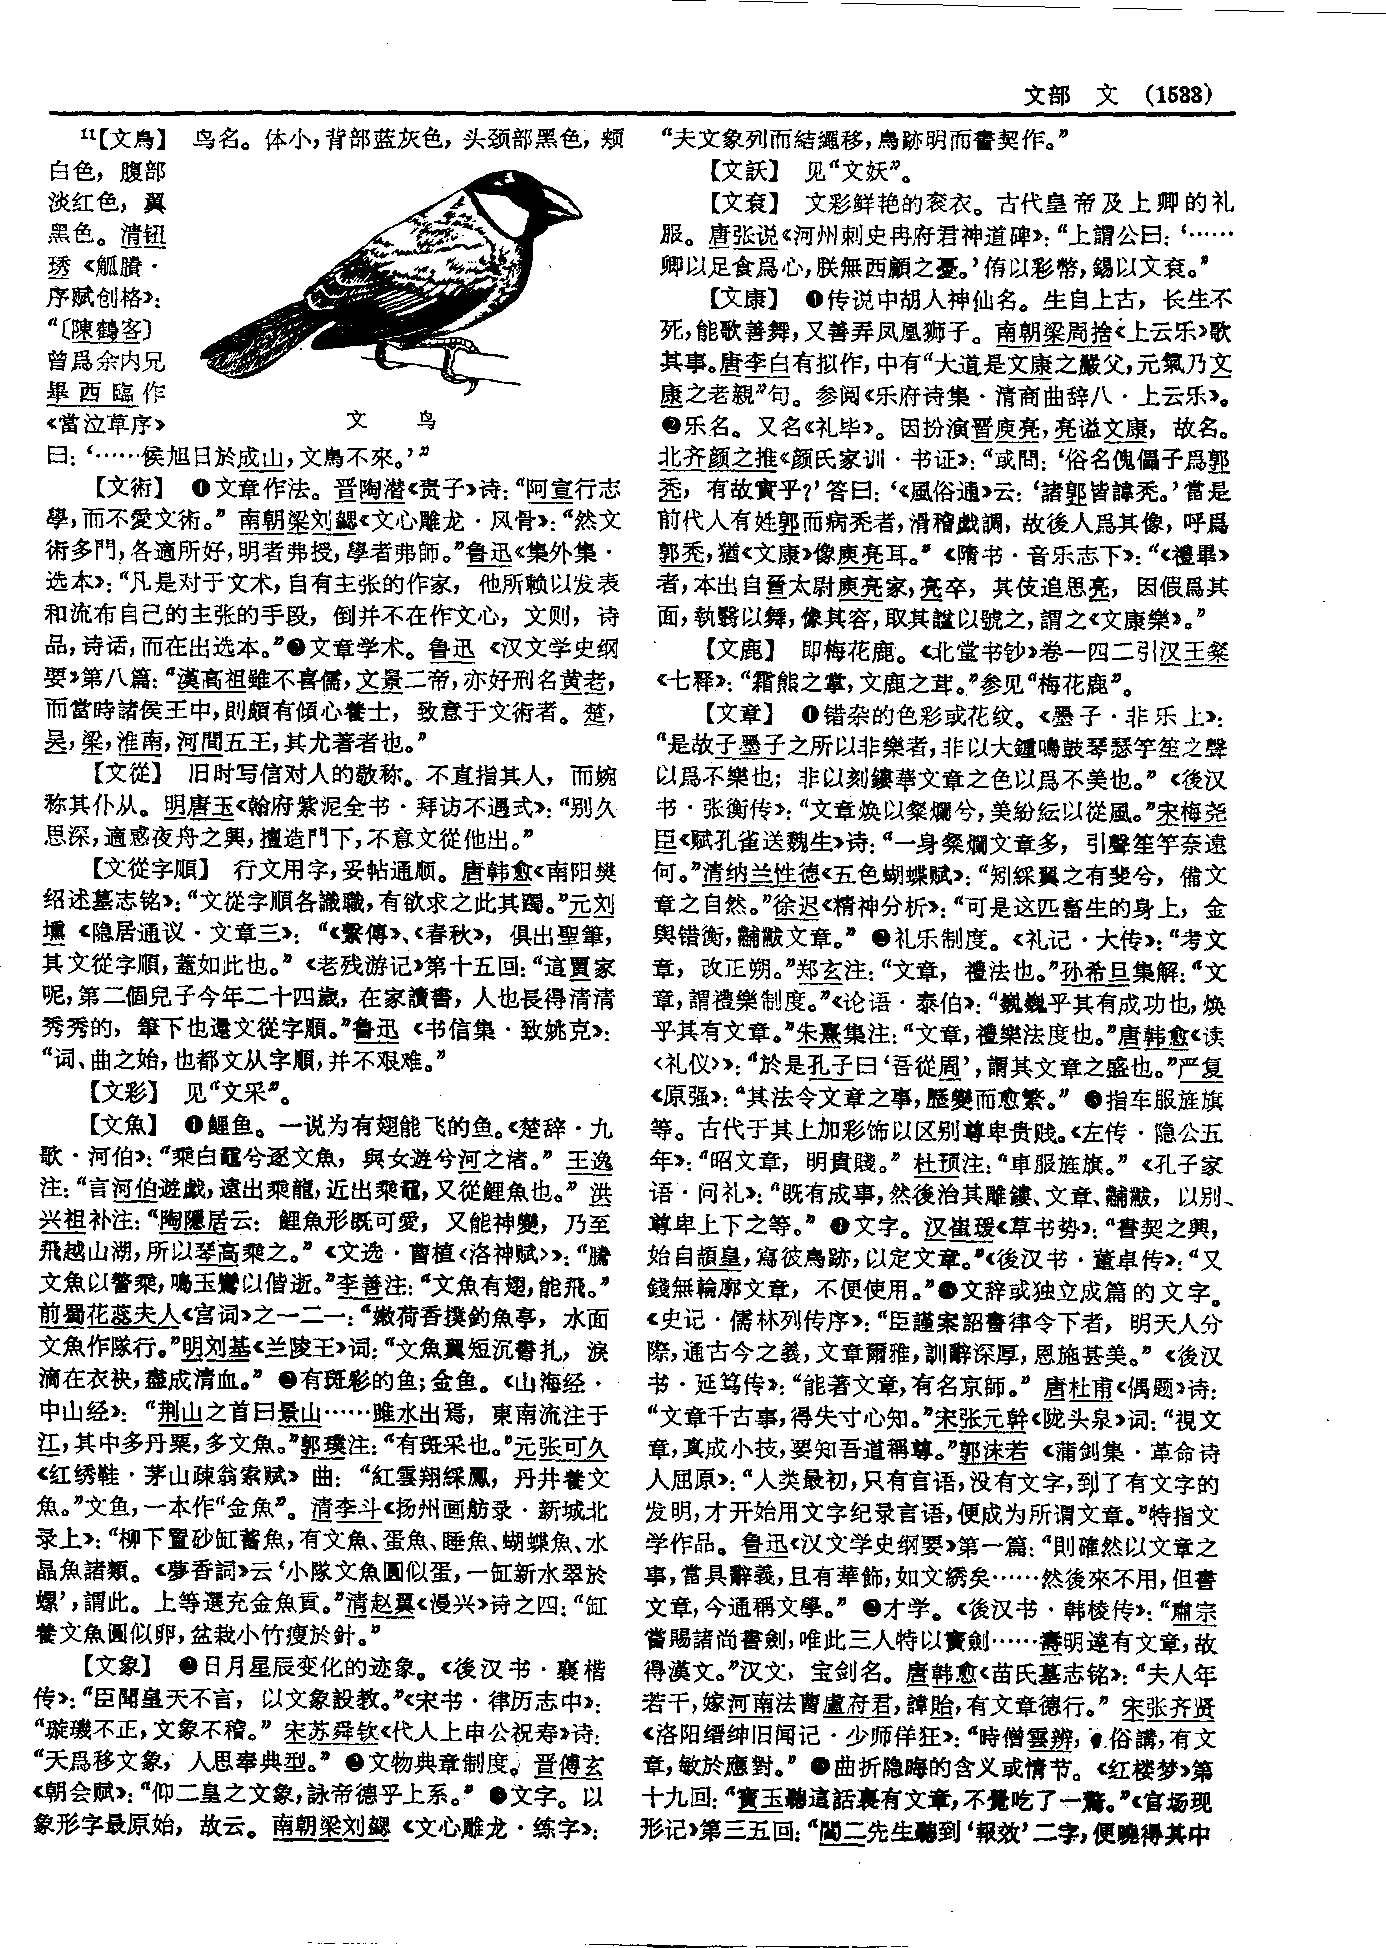 文部 文 (1533)
11【文鳥】 鸟名。体小，背部蓝灰色，头颈部黑色，颊
白色，腹部
淡红色，翼
黑色。清钮
琇《觚賸·
序赋创格》：
“〔陳鶴客〕
曾爲余内兄
畢西臨作
《當泣草序》
文 鸟
曰：‘……侯旭日於成山，文鳥不來。’”
【文術】 ❶文章作法。晋陶潜《责子》诗：“阿宣行志
學，而不愛文術。” 南朝梁刘勰《文心雕龙·风骨》：“然文
術多門，各適所好，明者弗授，學者弗師。”鲁迅《集外集·
选本》：“凡是对于文术，自有主张的作家，他所赖以发表
和流布自己的主张的手段，倒并不在作文心，文则，诗
品，诗话，而在出选本。”❷文章学术。鲁迅《汉文学史纲
要》第八篇：“漢高祖雖不喜儒，文景二帝，亦好刑名黄老，
而當時諸侯王中，則頗有傾心養士，致意于文術者。楚，
吴，梁，淮南，河間五王，其尤著者也。”
【文從】 旧时写信对人的敬称。不直指其人，而婉
称其仆从。明唐玉《翰府紫泥全书·拜访不遇式》：“别久
思深，適惑夜舟之興，擅造門下，不意文從他出。”
【文從字順】 行文用字，妥帖通顺。唐韩愈《南阳樊
绍述墓志铭》：“文從字順各識職，有欲求之此其躅。”元刘
壎《隐居通议·文章三》：“《繫傳》、《春秋》，俱出聖筆，
其文從字順，蓋如此也。”《老残游记》第十五回：“這賈家
呢，第二個兒子今年二十四歲，在家讀書，人也長得清清
秀秀的，筆下也還文從字順。”鲁迅《书信集·致姚克》：
“词、曲之始，也都文从字顺，并不艰难。”
【文彩】 见“文采”。
【文魚】 ❶鲤鱼。一说为有翅能飞的鱼。《楚辞·九
歌·河伯》：“乘白黿兮逐文魚，與女遊兮河之渚。” 王逸
注：“言河伯遊戲，遠出乘龍，近出乘黿，又從鯉魚也。” 洪
兴祖补注：“陶隱居云：鯉魚形既可愛，又能神變，乃至
飛越山湖，所以琴高乘之。”《文选·曹植〈洛神赋〉》：“騰
文魚以警乘，鳴玉鸞以偕逝。”李善注：“文魚有翅，能飛。”
前蜀花蕊夫人《宫词》之一二一：“嫩荷香撲釣魚亭，水面
文魚作隊行。”明刘基《兰陵王》词：“文魚翼短沉書扎，淚
滴在衣袂，盡成清血。” ❷有斑彩的鱼；金鱼。《山海经·
中山经》：“荆山之首曰景山……雎水出焉，東南流注于
江，其中多丹粟，多文魚。”郭璞注：“有斑采也。”元张可久
《红绣鞋·茅山疎翁索赋》曲：“紅雲翔綵鳳，丹井養文
魚。”文鱼，一本作“金魚”。清李斗《扬州画舫录·新城北
录上》：“柳下置砂缸蓄魚，有文魚、蛋魚、睡魚、蝴蝶魚、水
晶魚諸類。《夢香詞》云‘小隊文魚圓似蛋，一缸新水翠於
螺’，謂此。上等選充金魚貢。”清赵翼《漫兴》诗之四：“缸
養文魚圓似卵，盆栽小竹瘦於針。”
【文象】 ❶日月星辰变化的迹象。《後汉书·襄楷
传》：“臣聞皇天不言，以文象設教。”《宋书·律历志中》：
“璇璣不正，文象不稽。” 宋苏舜钦《代人上申公祝寿》诗：
“天爲移文象，人思奉典型。” ❷文物典章制度。晋傅玄
《朝会赋》：“仰二皇之文象，詠帝德乎上系。” ❸文字。以
象形字最原始，故云。南朝梁刘勰《文心雕龙·练字》：
“夫文象列而結繩移，鳥跡明而書契作。”
【文訞】 见“文妖”。
【文衮】 文彩鲜艳的衮衣。古代皇帝及上卿的礼
服。唐张说《河州刺史冉府君神道碑》：“上謂公曰：‘……
卿以足食爲心，朕無西顧之憂。’侑以彩幣，錫以文衮。”
【文康】 ❶传说中胡人神仙名。生自上古，长生不
死，能歌善舞，又善弄凤凰狮子。南朝梁周捨《上云乐》歌
其事。唐李白有拟作，中有“大道是文康之嚴父，元氣乃文
康之老親”句。参阅《乐府诗集·清商曲辞八·上云乐》。
❷乐名。又名《礼毕》。因扮演晋庾亮，亮谥文康，故名。
北齐颜之推《颜氏家训·书证》：“或問：‘俗名傀儡子爲郭
秃，有故實乎？’答曰：‘《風俗通》云：‘諸郭皆諱秃。’當是
前代人有姓郭而病秃者，滑稽戲調，故後人爲其像，呼爲
郭秃，猶《文康》像庾亮耳。”《隋书·音乐志下》：“《禮畢》
者，本出自晉太尉庾亮家，亮卒，其伎追思亮，因假爲其
面，執翳以舞，像其容，取其諡以號之，謂之《文康樂》。”
【文鹿】 即梅花鹿。《北堂书钞》卷一四二引汉王粲
《七释》：“霜熊之掌，文鹿之茸。”参见“梅花鹿”。
【文章】 ❶错杂的色彩或花纹。《墨子·非乐上》：
“是故子墨子之所以非樂者，非以大鍾鳴鼓琴瑟竽笙之聲
以爲不樂也；非以刻鏤華文章之色以爲不美也。”《後汉
书·张衡传》：“文章焕以粲爛兮，美紛紜以從風。”宋梅尧
臣《赋孔雀送魏生》诗：“一身粲爛文章多，引聲笙竽奈遠
何。”清纳兰性德《五色蝴蝶赋》：“矧綵翼之有斐兮，備文
章之自然。”徐迟《精神分析》：“可是这匹畜生的身上，金
舆错衡，黼黻文章。” ❷礼乐制度。《礼记·大传》：“考文
章，改正朔。”郑玄注：“文章，禮法也。”孙希旦集解：“文
章，謂禮樂制度。”《论语·泰伯》：“巍巍乎其有成功也，焕
乎其有文章。”朱熹集注：“文章，禮樂法度也。”唐韩愈《读
〈礼仪〉》：“於是孔子曰‘吾從周’，謂其文章之盛也。”严复
《原强》：“其法令文章之事，歷變而愈繁。” ❸指车服旌旗
等。古代于其上加彩饰以区别尊卑贵贱。《左传·隐公五
年》：“昭文章，明貴賤。” 杜预注：“車服旌旗。”《孔子家
语·问礼》：“既有成事，然後治其雕鏤、文章、黼黻，以别
尊卑上下之等。” ❹文字。汉崔瑗《草书势》：“書契之興，
始自頡皇，寫彼鳥跡，以定文章。”《後汉书·董卓传》：“又
錢無輪廓文章，不便使用。”❺文辞或独立成篇的文字。
《史记·儒林列传序》：“臣謹案詔書律令下者，明天人分
際，通古今之義，文章爾雅，訓辭深厚，恩施甚美。”《後汉
书·延笃传》：“能著文章，有名京師。” 唐杜甫《偶题》诗：
“文章千古事，得失寸心知。”宋张元幹《陇头泉》词：“視文
章，真成小技，要知吾道稱尊。”郭沫若《蒲剑集·革命诗
人屈原》：“人类最初，只有言语，没有文字，到了有文字的
发明，才开始用文字纪录言语，便成为所谓文章。”特指文
学作品。鲁迅《汉文学史纲要》第一篇：“則確然以文章之
事，當具辭義，且有華飾，如文綉矣……然後來不用，但書
文章，今通稱文學。” ❻才学。《後汉书·韩棱传》：“肅宗
嘗賜諸尚書劍，唯此三人特以寶劍……壽明達有文章，故
得漢文。”汉文，宝剑名。唐韩愈《苗氏墓志铭》：“夫人年
若干，嫁河南法曹盧府君，諱貽，有文章德行。” 宋张齐贤
《洛阳缙绅旧闻记·少师佯狂》：“時僧雲辨，俗講，有文
章，敏於應對。” ❼曲折隐晦的含义或情节。《红楼梦》第
十九回：“寶玉聽這話裏有文章，不覺吃了一驚。”《官场现
形记》第三五回：“閻二先生聽到‘報效’二字，便曉得其中